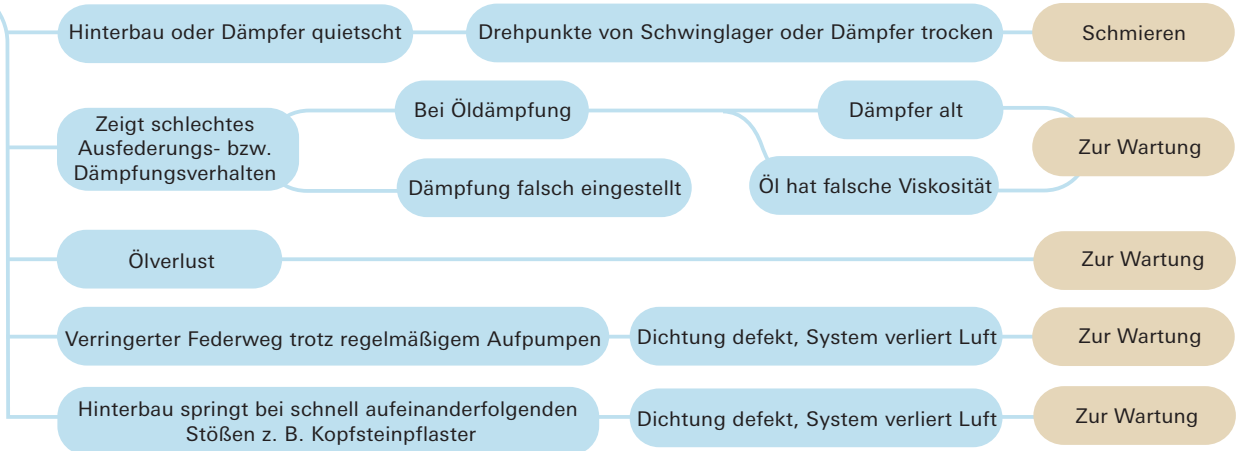 Hinterbau oder Dämpfer quietscht
Drehpunkte von Schwinglager oder Dämpfer trocken
Schmieren
Zeigt schlechtes
Ausfederungs- bzw.
Dämpfungsverhalten
Bei Öldämpfung
Dämpfer alt
Zur Wartung
Dämpfung falsch eingestellt
Öl hat falsche Viskosität
Ölverlust
Zur Wartung
Verringerter Federweg trotz regelmäßigem Aufpumpen
Dichtung defekt, System verliert Luft
Zur Wartung
Hinterbau springt bei schnell aufeinanderfolgenden
Stößen z. B. Kopfsteinpflaster
Dichtung defekt, System verliert Luft
Zur Wartung